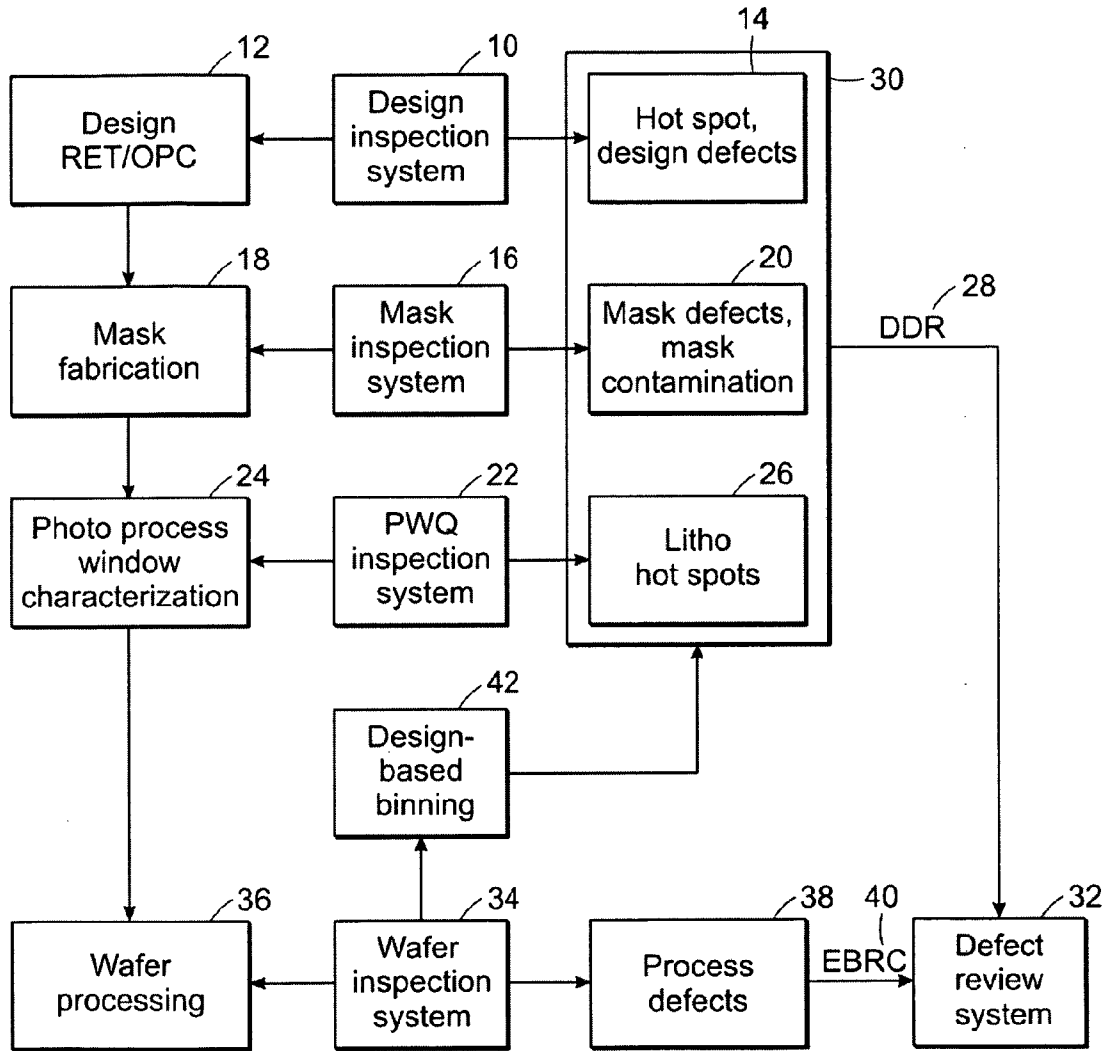 12
10
14
30
Design
RET/OPC
Design
inspection
system
Hot spot,
design defects
18
16
20
28
Mask
fabrication
Mask
inspection
system
Mask defects,
mask
contamination
DDR
24
22
26
Photo process
window
characterization
PWQ
inspection
system
Litho
hot spots
42
Design-
based
binning
36
34
38
40
32
Wafer
processing
Wafer
inspection
system
Process
defects
EBRC
Defect
review
system